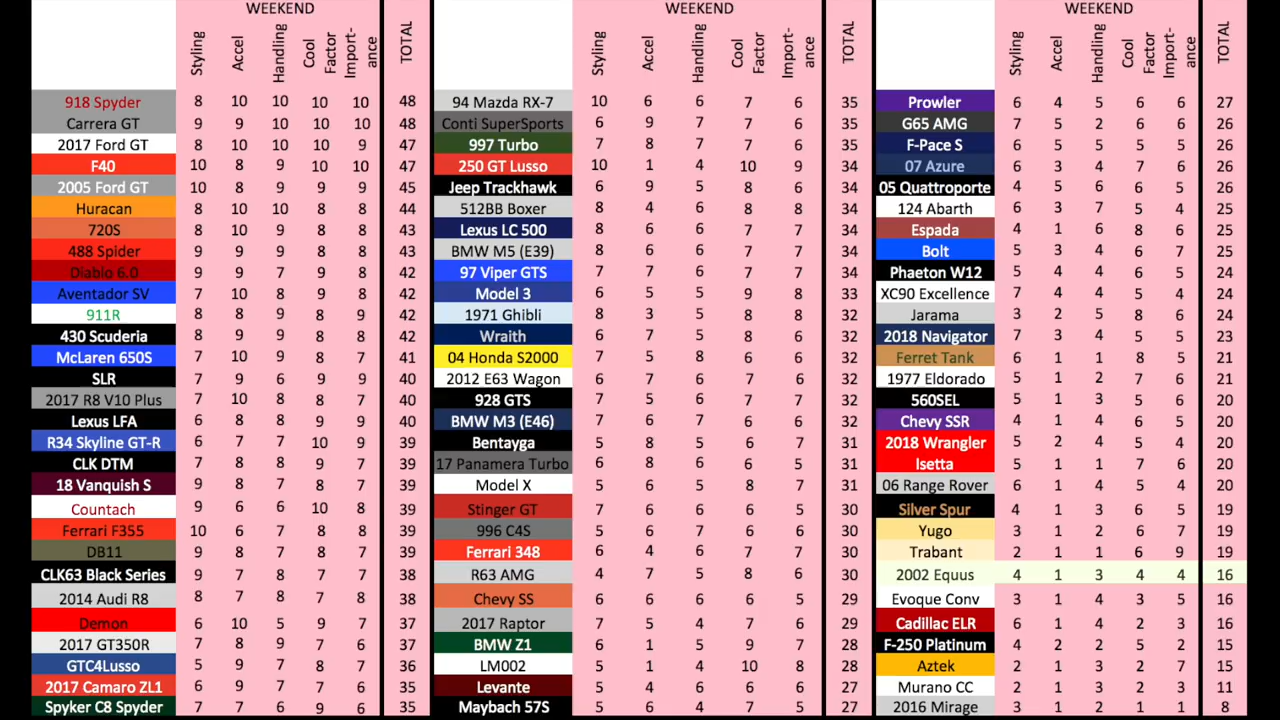 WEEKEND WEEKEND WEEKEND
Styling Accel Handling Cool Factor Import-ance TOTAL Styling Accel Handling Cool Factor Import-ance TOTAL Styling Accel Handling Cool Factor Import-ance TOTAL
918 Spyder 8 10 10 10 10 48 94 Mazda RX-7 10 6 6 7 6 35 Prowler 6 4 5 6 6 27
Carrera GT 9 9 10 10 10 48 Conti SuperSports 6 9 7 7 6 35 G65 AMG 7 5 2 6 6 26
2017 Ford GT 8 10 10 10 9 47 997 Turbo 7 8 7 7 6 35 F-Pace S 6 5 5 5 5 26
F40 10 8 9 10 10 47 250 GT Lusso 10 1 4 10 9 34 07 Azure 6 3 4 7 6 26
2005 Ford GT 10 8 9 9 9 45 Jeep Trackhawk 6 9 5 8 6 34 05 Quattroporte 4 5 6 6 5 26
Huracan 8 10 10 8 8 44 512BB Boxer 8 4 6 8 8 34 124 Abarth 6 3 7 5 4 25
720S 8 10 9 8 8 43 Lexus LC 500 8 6 6 7 7 34 Espada 4 1 6 8 6 25
488 Spider 9 9 9 8 8 43 BMW M5 (E39) 8 6 6 7 7 34 Bolt 5 3 4 6 7 25
Diablo 6.0 9 9 7 9 8 42 97 Viper GTS 7 7 6 7 7 34 Phaeton W12 5 4 4 6 5 24
Aventador SV 7 10 8 9 8 42 Model 3 6 5 5 9 8 33 XC90 Excellence 7 4 4 5 4 24
911R 8 8 9 8 9 42 1971 Ghibli 8 3 5 8 8 32 Jarama 3 2 5 8 6 24
430 Scuderia 8 9 9 8 8 42 Wraith 6 7 5 8 6 32 2018 Navigator 7 3 4 5 4 23
McLaren 650S 7 10 9 8 7 41 04 Honda S2000 7 5 8 6 6 32 Ferret Tank 6 1 1 8 5 21
SLR 7 9 6 9 9 40 2012 E63 Wagon 6 7 6 7 6 32 1977 Eldorado 5 1 2 7 6 21
2017 R8 V10 Plus 7 10 8 8 7 40 928 GTS 7 5 6 7 7 32 560SEL 5 1 3 5 6 20
Lexus LFA 6 8 8 9 9 40 BMW M3 (E46) 6 7 7 6 6 32 Chevy SSR 4 1 4 6 5 20
R34 Skyline GT-R 6 7 7 10 9 39 Bentayga 5 8 5 6 7 31 2018 Wrangler 5 2 4 5 4 20
CLK DTM 7 8 8 9 7 39 17 Panamera Turbo 6 8 6 6 5 31 Isetta 5 1 1 7 6 20
18 Vanquish S 9 8 7 8 7 39 Model X 5 6 5 8 7 31 06 Range Rover 6 1 4 5 4 20
Countach 9 6 6 10 8 39 Stinger GT 7 6 6 6 5 30 Silver Spur 4 1 3 6 5 19
Ferrari F355 10 6 7 8 8 39 996 C4S 5 6 7 6 6 30 Yugo 3 1 2 6 7 19
DB11 9 8 7 8 7 39 Ferrari 348 6 4 6 7 7 30 Trabant 2 1 1 6 9 19
CLK63 Black Series 9 7 8 7 7 38 R63 AMG 4 7 5 8 6 30 2002 Equus 4 1 3 4 4 16
2014 Audi R8 8 7 8 7 8 38 Chevy SS 6 6 6 6 5 29 Evoque Conv 3 1 4 3 5 16
Demon 6 10 5 9 7 37 2017 Raptor 7 5 4 7 6 29 Cadillac ELR 6 1 4 2 3 16
2017 GT350R 7 8 9 7 6 37 BMW Z1 6 1 5 9 7 28 F-250 Platinum 4 2 2 5 2 15
GTC4Lusso 5 9 7 8 7 36 LM002 5 1 4 10 8 28 Aztek 2 1 3 2 7 15
2017 Camaro ZL1 6 9 7 7 6 35 Levante 5 4 6 6 6 27 Murano CC 2 1 3 2 3 11
Spyker C8 Spyder 7 7 6 9 6 35 Maybach 57S 5 6 4 7 5 27 2016 Mirage 3 1 2 1 1 8